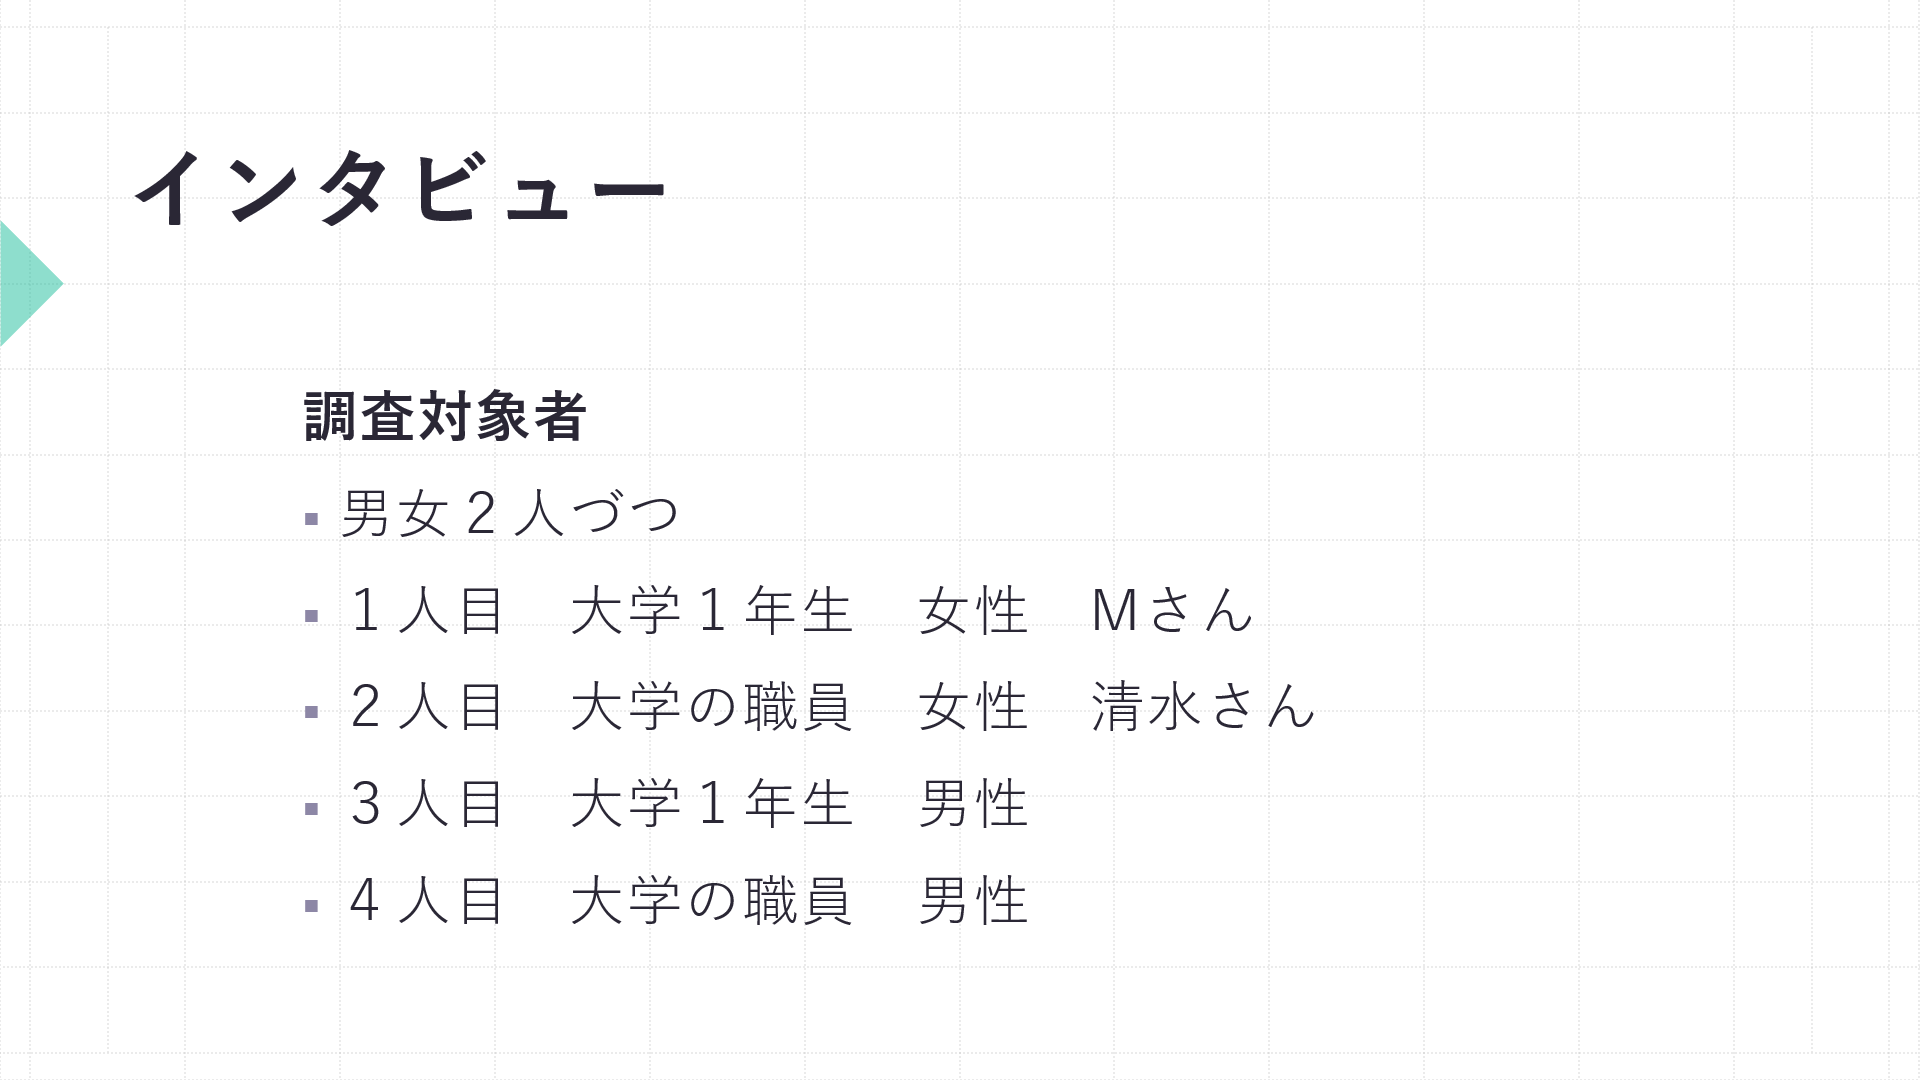 インタビュー
調査対象者
▪ 男女２人づつ
▪ １人目　大学１年生　女性　Mさん
▪ ２人目　大学の職員　女性　清水さん
▪ ３人目　大学１年生　男性
▪ ４人目　大学の職員　男性